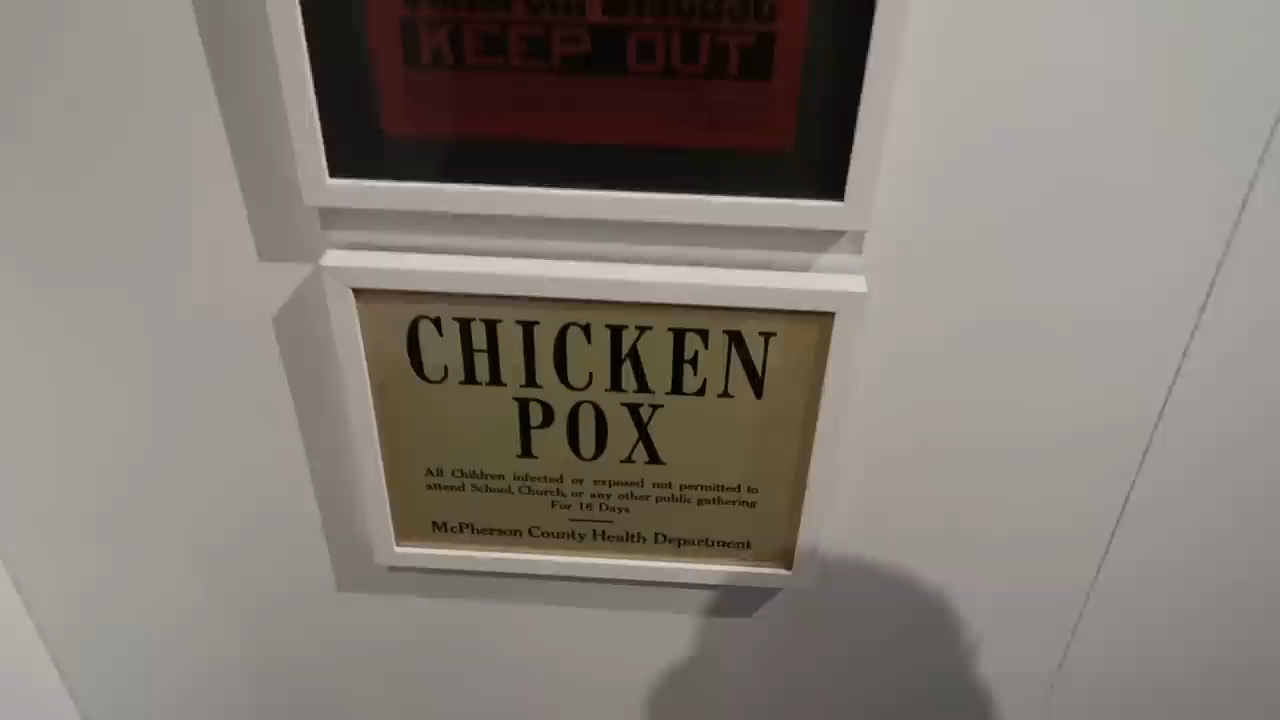 KEEP OUT
CHICKEN
POX
All Children infected or exposed not permitted to
attend School, Church, or any other public gathering
For 16 Days
McPherson County Health Department